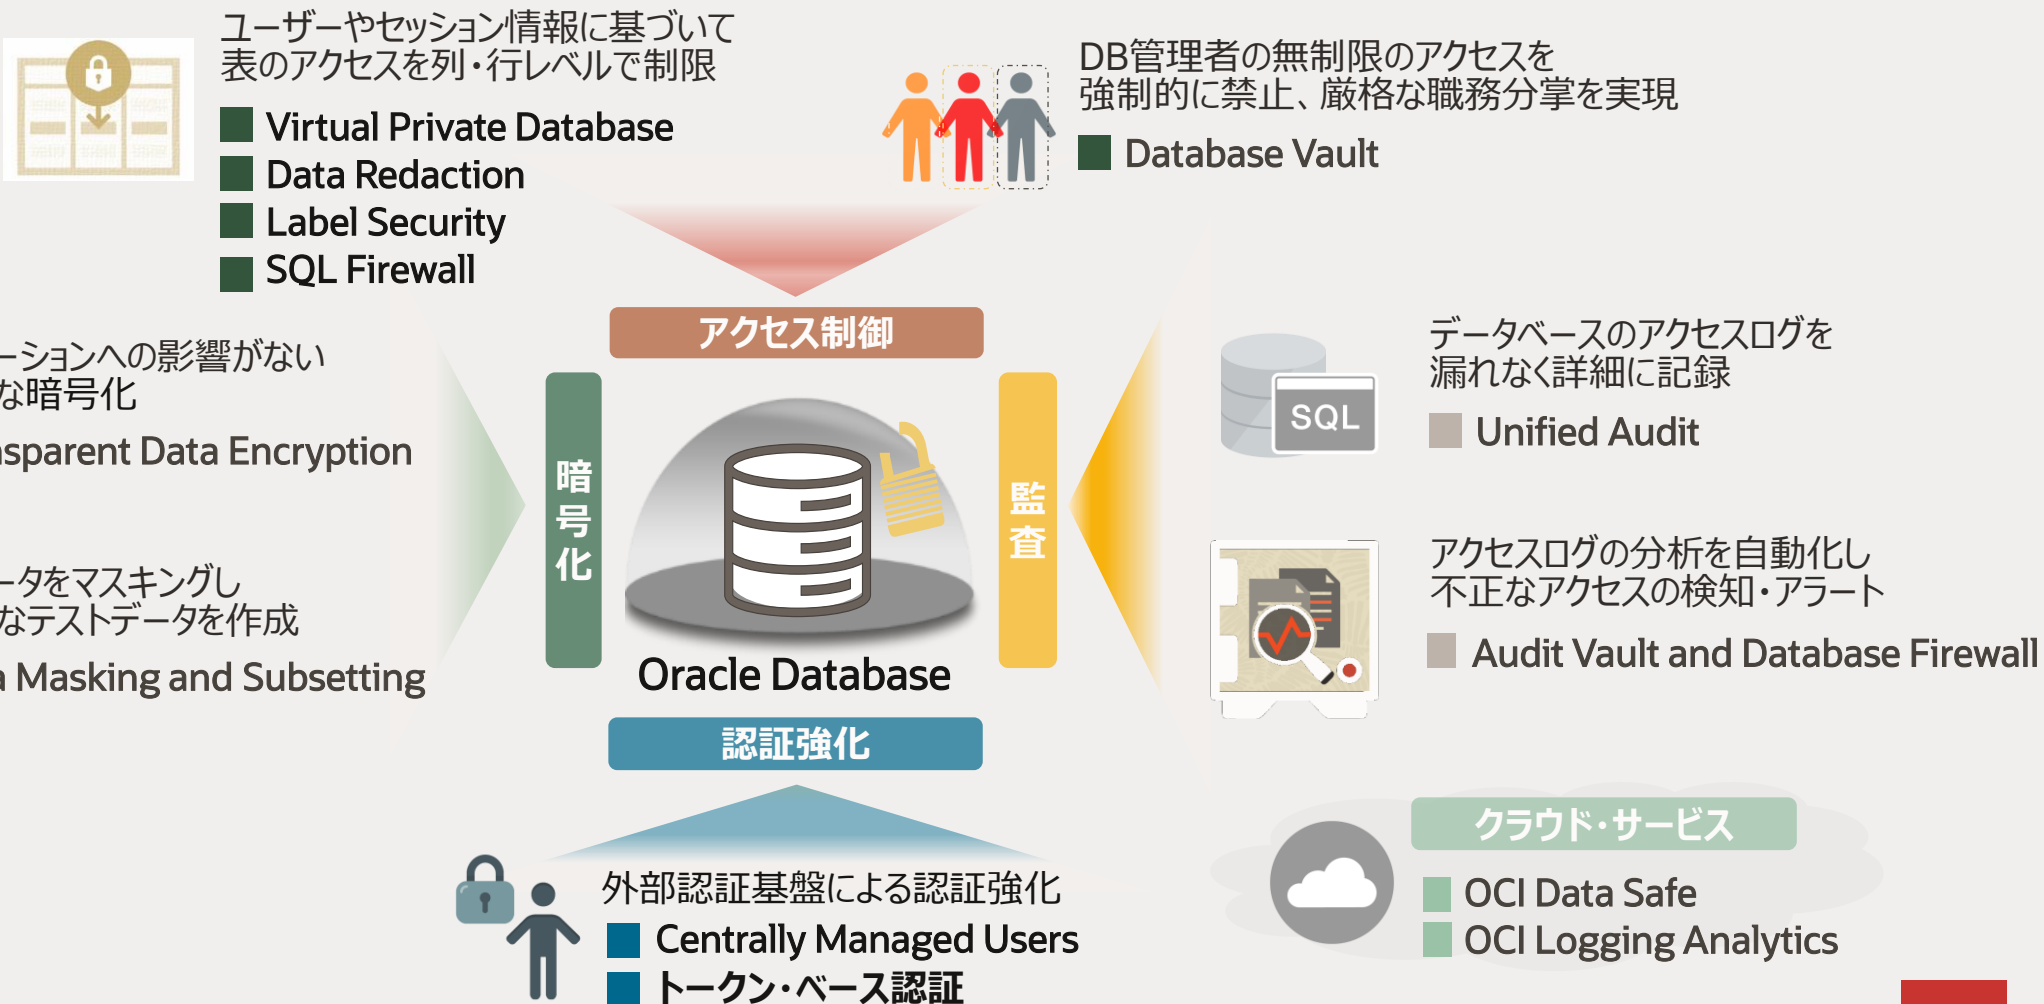 ユーザーやセッション情報に基づいて
表のアクセスを列・行レベルで制限
Virtual Private Database
Data Redaction
Label Security
SQL Firewall
DB管理者の無制限のアクセスを
強制的に禁止、厳格な職務分掌を実現
Database Vault
ーションへの影響がない
な暗号化
nsparent Data Encryption
ータをマスキングし
なテストデータを作成
a Masking and Subsetting
アクセス制御
暗号化
監査
Oracle Database
認証強化
SQL
データベースのアクセスログを
漏れなく詳細に記録
Unified Audit
アクセスログの分析を自動化し
不正なアクセスの検知・アラート
Audit Vault and Database Firewall
外部認証基盤による認証強化
Centrally Managed Users
トークン・ベース認証
クラウド・サービス
OCI Data Safe
OCI Logging Analytics